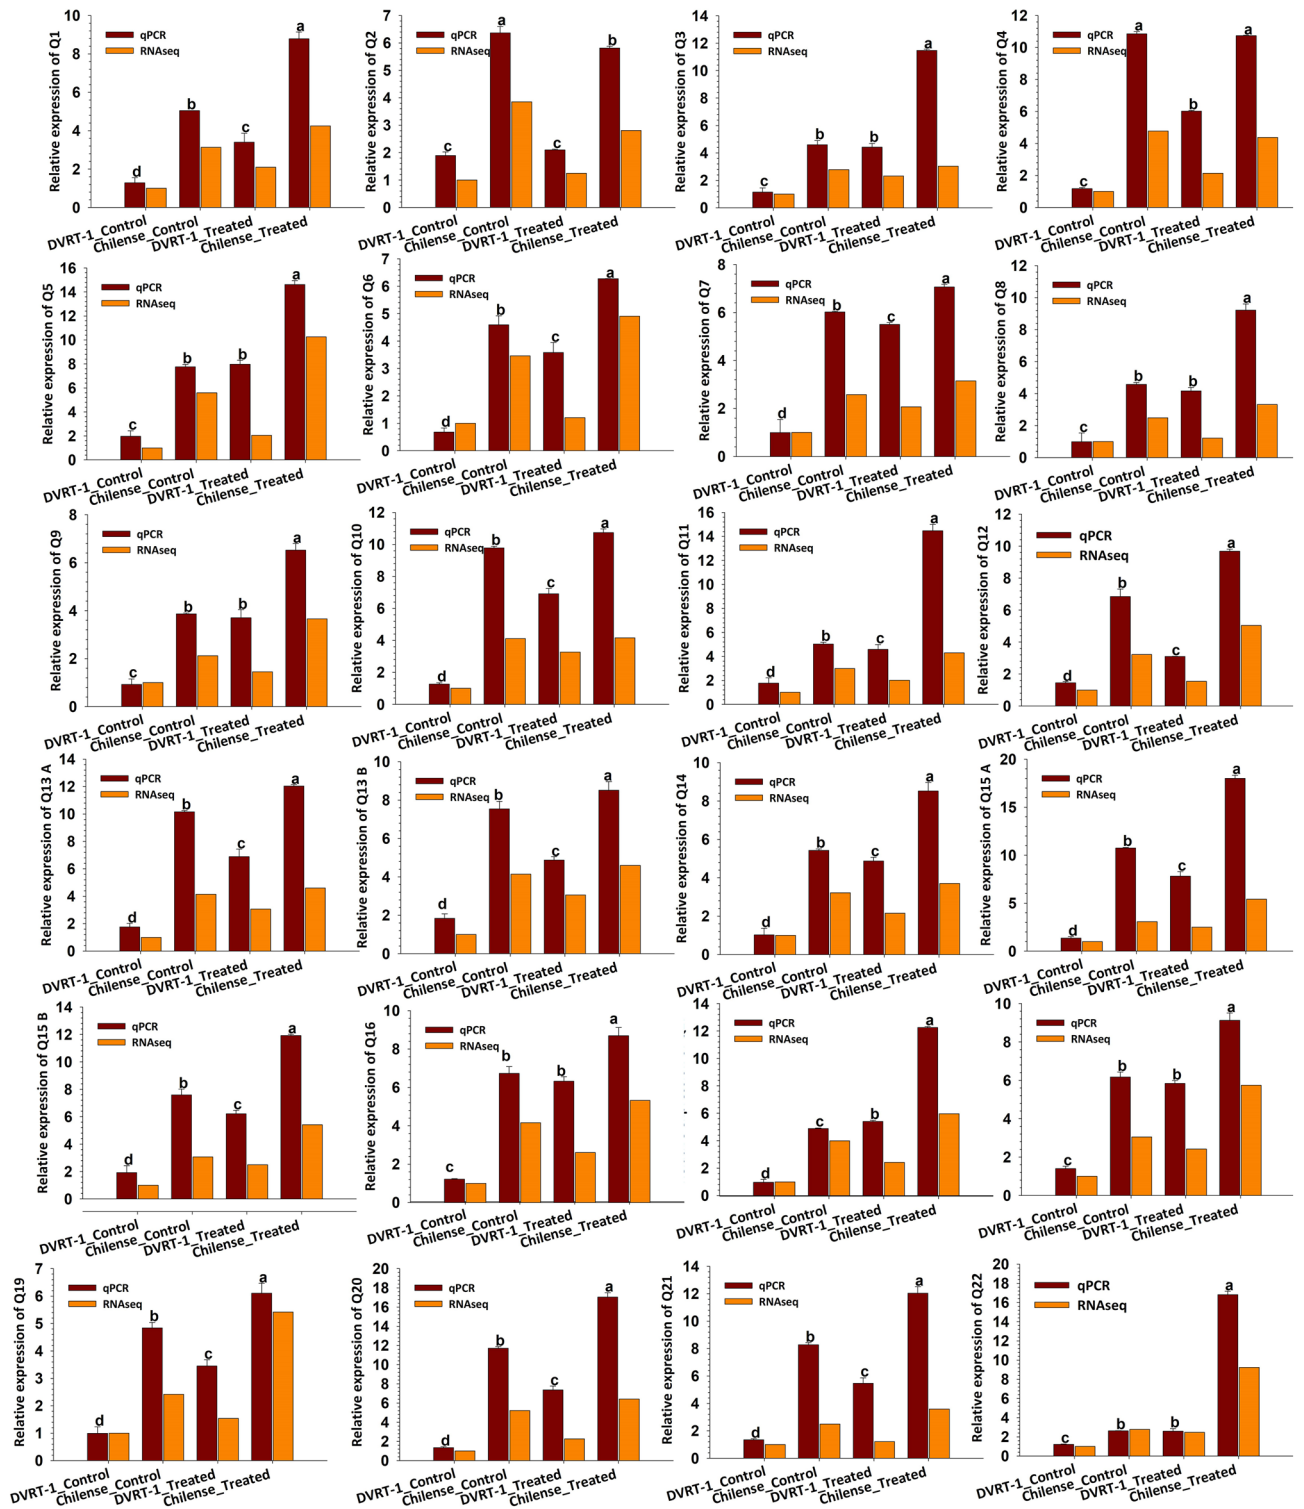 Relative expression of Q1
10
8
6
4
2
0
qPCR
RNAseq
d
b
c
a
DVRT-1_Control
Chilense_Control
DVRT-1_Treated
Chilense_Treated
Relative expression of Q2
7
6
5
4
3
2
1
0
qPCR
RNAseq
c
a
c
b
DVRT-1_Control
Chilense_Control
DVRT-1_Treated
Chilense_Treated
Relative expression of Q3
14
12
10
8
6
4
2
0
qPCR
RNAseq
c
b
b
a
DVRT-1_Control
Chilense_Control
DVRT-1_Treated
Chilense_Treated
Relative expression of Q4
12
10
8
6
4
2
0
qPCR
RNAseq
c
a
b
a
DVRT-1_Control
Chilense_Control
DVRT-1_Treated
Chilense_Treated
Relative expression of Q5
16
14
12
10
8
6
4
2
0
qPCR
RNAseq
c
b
b
a
DVRT-1_Control
Chilense_Control
DVRT-1_Treated
Chilense_Treated
Relative expression of Q6
7
6
5
4
3
2
1
0
qPCR
RNAseq
d
b
c
a
DVRT-1_Control
Chilense_Control
DVRT-1_Treated
Chilense_Treated
Relative expression of Q7
8
6
4
2
0
qPCR
RNAseq
d
b
c
a
DVRT-1_Control
Chilense_Control
DVRT-1_Treated
Chilense_Treated
Relative expression of Q8
12
10
8
6
4
2
0
qPCR
RNAseq
c
b
b
a
DVRT-1_Control
Chilense_Control
DVRT-1_Treated
Chilense_Treated
Relative expression of Q9
8
6
4
2
0
qPCR
RNAseq
c
b
b
a
DVRT-1_Control
Chilense_Control
DVRT-1_Treated
Chilense_Treated
Relative expression of Q10
12
10
8
6
4
2
0
qPCR
RNAseq
d
b
c
a
DVRT-1_Control
Chilense_Control
DVRT-1_Treated
Chilense_Treated
Relative expression of Q11
16
14
12
10
8
6
4
2
0
qPCR
RNAseq
d
b
c
a
DVRT-1_Control
Chilense_Control
DVRT-1_Treated
Chilense_Treated
Relative expression of Q12
12
10
8
6
4
2
0
qPCR
RNAseq
d
b
c
a
DVRT-1_Control
Chilense_Control
DVRT-1_Treated
Chilense_Treated
Relative expression of Q13 A
14
12
10
8
6
4
2
0
qPCR
RNAseq
d
b
c
a
DVRT-1_Control
Chilense_Control
DVRT-1_Treated
Chilense_Treated
Relative expression of Q13 B
10
8
6
4
2
0
qPCR
RNAseq
d
b
c
a
DVRT-1_Control
Chilense_Control
DVRT-1_Treated
Chilense_Treated
Relative expression of Q14
10
8
6
4
2
0
qPCR
RNAseq
d
b
c
a
DVRT-1_Control
Chilense_Control
DVRT-1_Treated
Chilense_Treated
Relative expression of Q15 A
20
15
10
5
0
qPCR
RNAseq
d
b
c
a
DVRT-1_Control
Chilense_Control
DVRT-1_Treated
Chilense_Treated
Relative expression of Q15 B
14
12
10
8
6
4
2
0
qPCR
RNAseq
d
b
c
a
DVRT-1_Control
Chilense_Control
DVRT-1_Treated
Chilense_Treated
Relative expression of Q16
10
8
6
4
2
0
qPCR
RNAseq
c
b
b
a
DVRT-1_Control
Chilense_Control
DVRT-1_Treated
Chilense_Treated
14
12
10
8
6
4
2
0
qPCR
RNAseq
d
c
b
a
DVRT-1_Control
Chilense_Control
DVRT-1_Treated
Chilense_Treated
10
8
6
4
2
0
qPCR
RNAseq
c
b
b
a
DVRT-1_Control
Chilense_Control
DVRT-1_Treated
Chilense_Treated
Relative expression of Q19
7
6
5
4
3
2
1
0
qPCR
RNAseq
d
b
c
a
DVRT-1_Control
Chilense_Control
DVRT-1_Treated
Chilense_Treated
Relative expression of Q20
20
18
16
14
12
10
8
6
4
2
0
qPCR
RNAseq
d
b
c
a
DVRT-1_Control
Chilense_Control
DVRT-1_Treated
Chilense_Treated
Relative expression of Q21
14
12
10
8
6
4
2
0
qPCR
RNAseq
d
b
c
a
DVRT-1_Control
Chilense_Control
DVRT-1_Treated
Chilense_Treated
Relative expression of Q22
20
18
16
14
12
10
8
6
4
2
0
qPCR
RNAseq
c
b
b
a
DVRT-1_Control
Chilense_Control
DVRT-1_Treated
Chilense_Treated